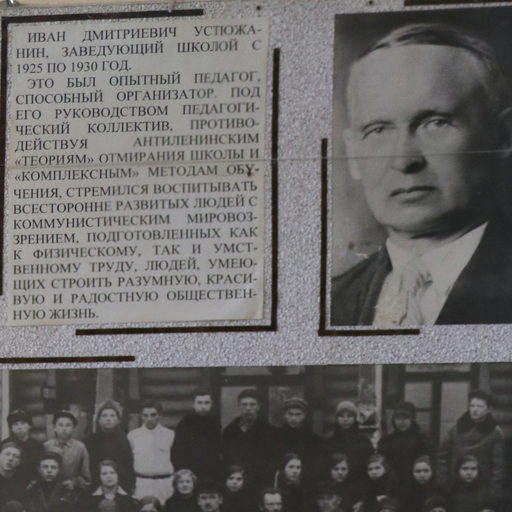 ИВАН ДМИТРИЕВИЧ УСТЮЖА-
НИН, ЗАВЕДУЮЩИЙ ШКОЛОЙ С
1925 ПО 1930 ГОД.
ЭТО БЫЛ ОПЫТНЫЙ ПЕДАГОГ,
СПОСОБНЫЙ ОРГАНИЗАТОР. ПОД
ЕГО РУКОВОДСТВОМ ПЕДАГОГИ-
ЧЕСКИЙ КОЛЛЕКТИВ, ПРОТИВО-
ДЕЙСТВУЯ АНТИЛЕНИНСКИМ
«ТЕОРИЯМ» ОТМИРАНИЯ ШКОЛЫ И
«КОМПЛЕКСНЫМ» МЕТОДАМ ОБУ-
ЧЕНИЯ, СТРЕМИЛСЯ ВОСПИТЫВАТЬ
ВСЕСТОРОННЕ РАЗВИТЫХ ЛЮДЕЙ С
КОММУНИСТИЧЕСКИМ МИРОВОЗ-
ЗРЕНИЕМ, ПОДГОТОВЛЕННЫХ КАК
К ФИЗИЧЕСКОМУ, ТАК И УМСТ-
ВЕННОМУ ТРУДУ, ЛЮДЕЙ, УМЕЮ-
ЩИХ СТРОИТЬ РАЗУМНУЮ, КРАСИ-
ВУЮ И РАДОСТНУЮ ОБЩЕСТВЕН-
НУЮ ЖИЗНЬ.